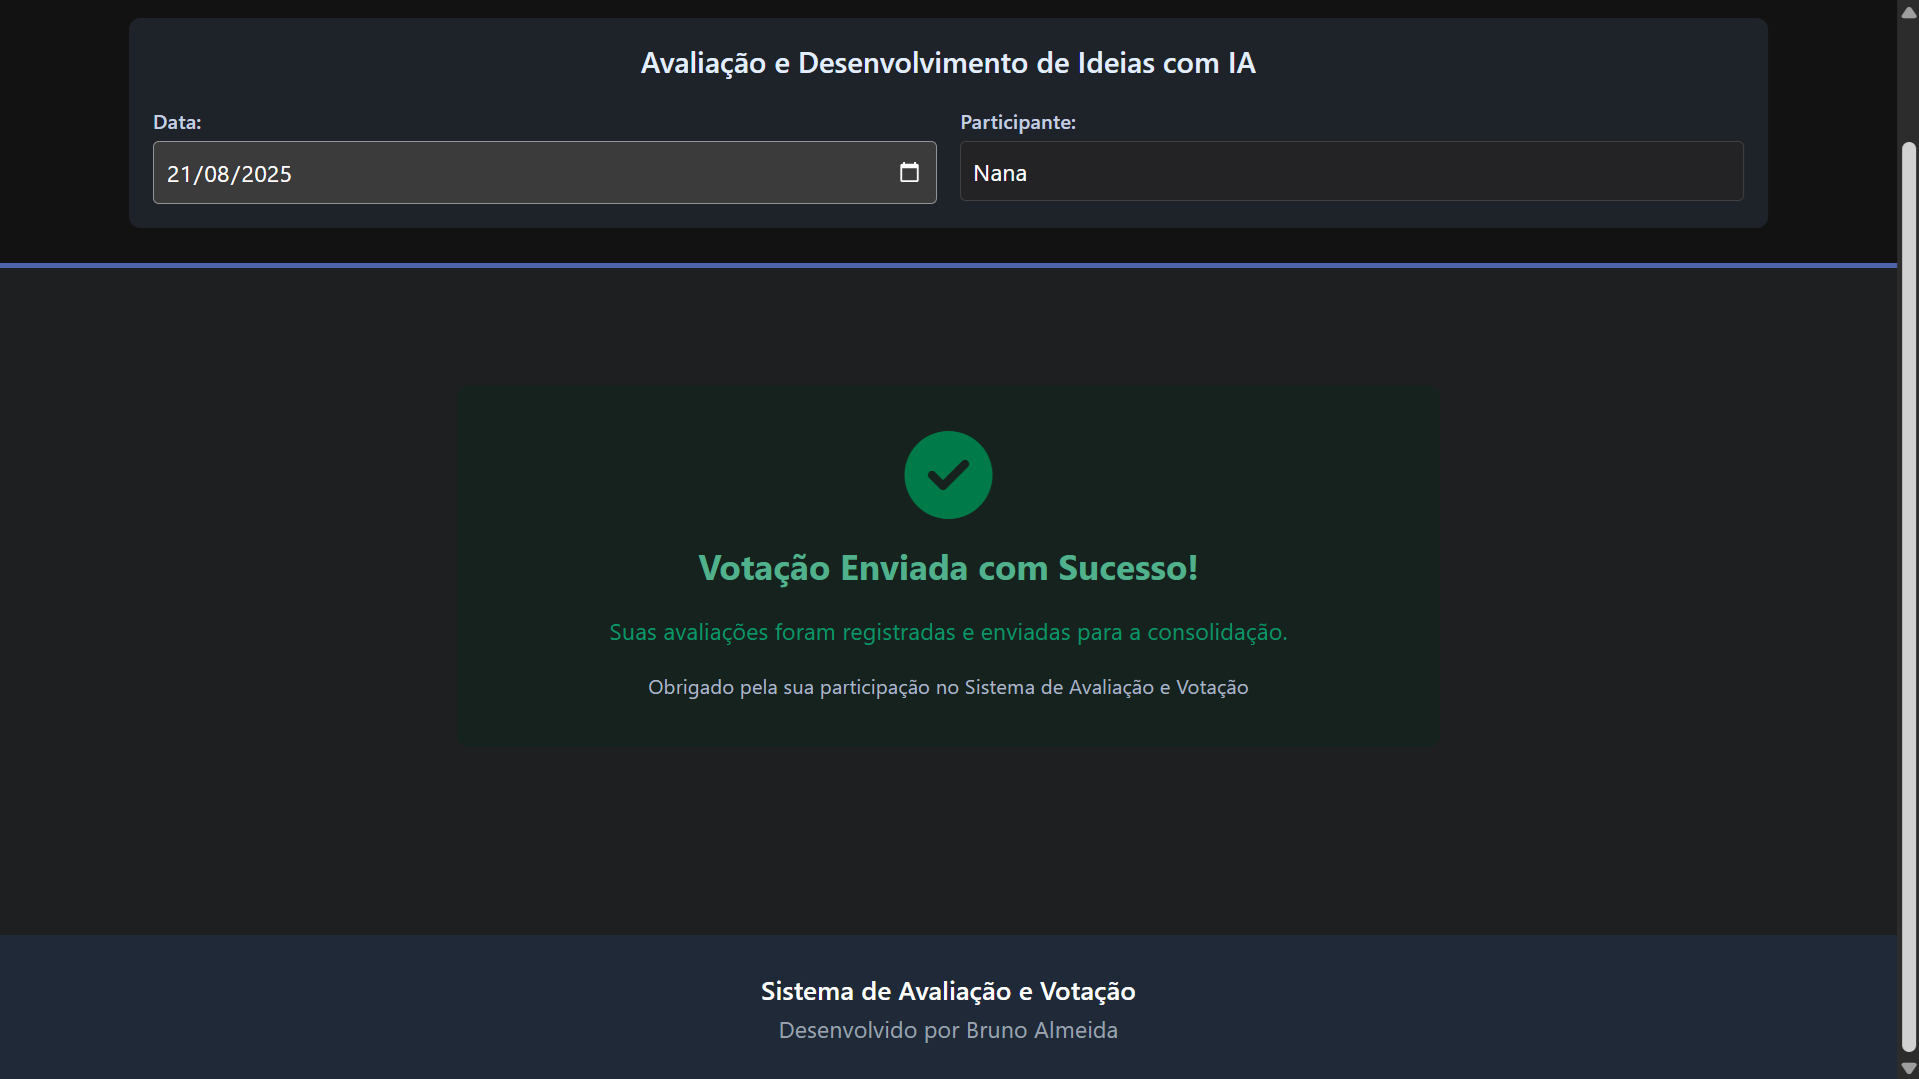 Avaliação e Desenvolvimento de Ideias com IA
Data:
Participante:
21/08/2025
Nana
Votação Enviada com Sucesso!
Suas avaliações foram registradas e enviadas para a consolidação.
Obrigado pela sua participação no Sistema de Avaliação e Votação
Sistema de Avaliação e Votação
Desenvolvido por Bruno Almeida